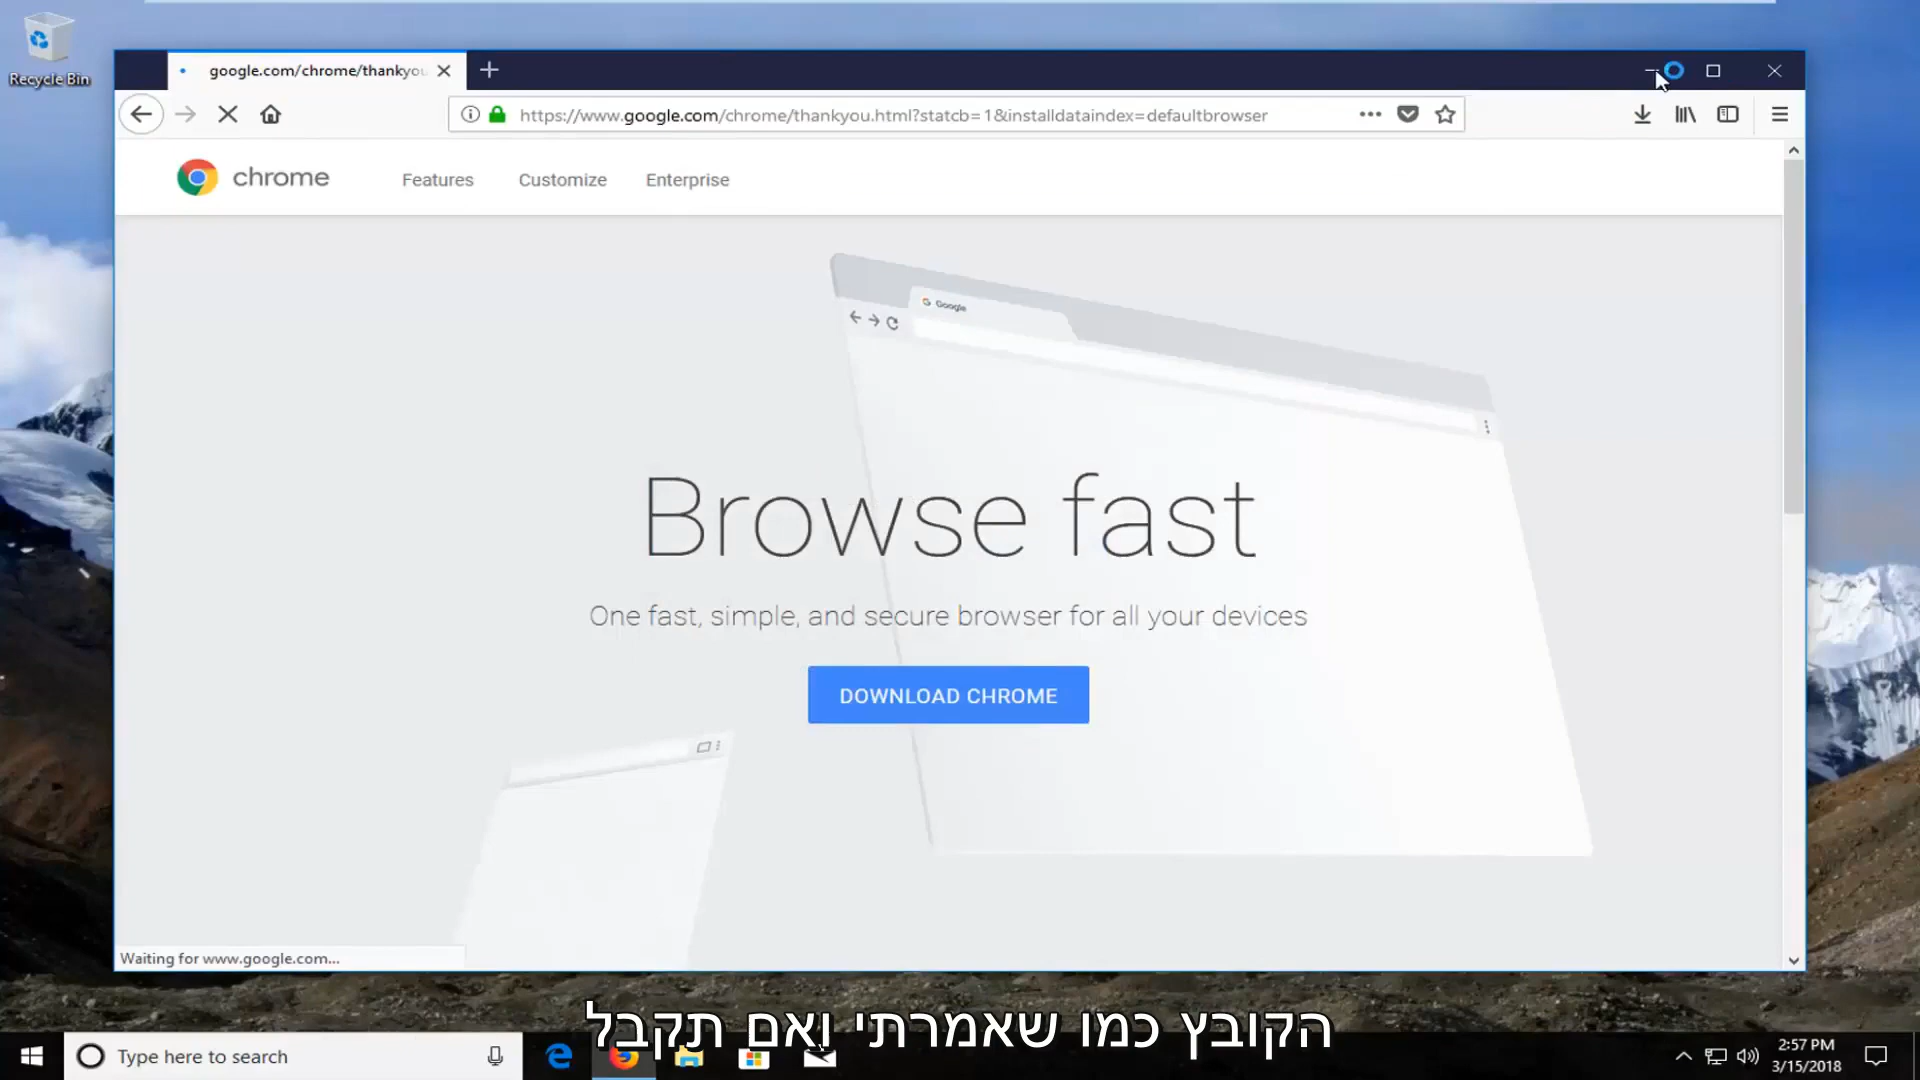 Recycle Bin
google.com/chrome/thankyou
https://www.google.com/chrome/thankyou.html?statcb=1&installdataindex=defaultbrowser
chrome
Features
Customize
Enterprise
Google
Browse fast
One fast, simple, and secure browser for all your devices
DOWNLOAD CHROME
Waiting for www.google.com...
הקובץ כמו שאמרתי ואם תקבל
Type here to search
2:57 PM
3/15/2018